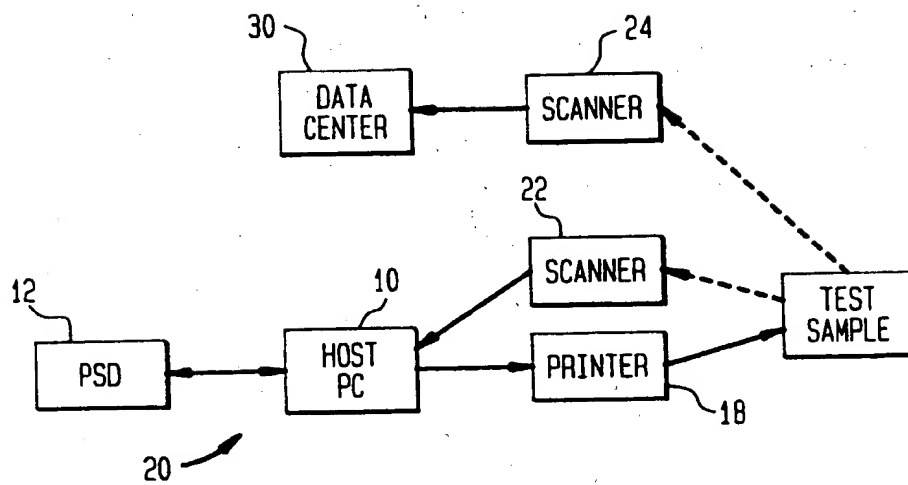 30
24
DATA
CENTER
SCANNER
22
SCANNER
12
10
TEST
SAMPLE
PSD
HOST
PC
PRINTER
18
20